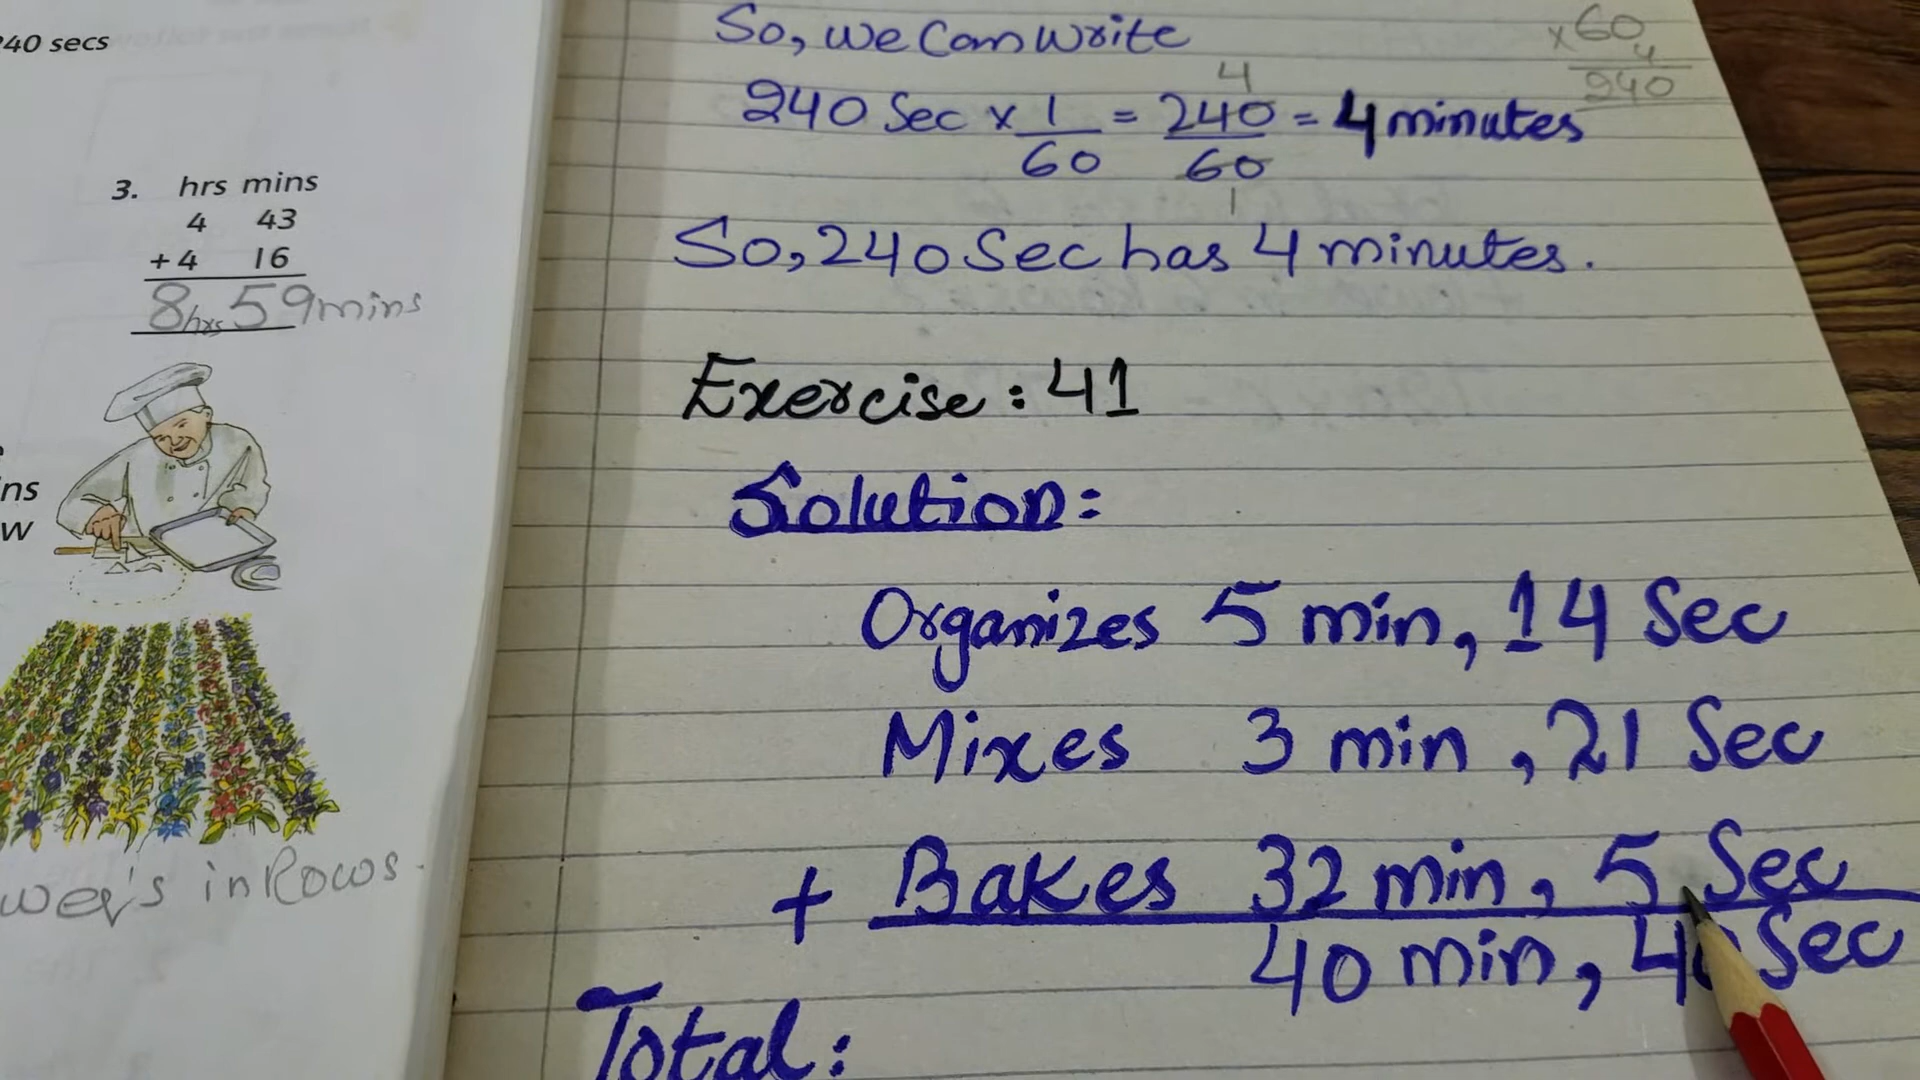 240 secs
3. hrs mins
4 43
+4 16
8hrs 59mins
ns
w
in Rows.
So, we Can write
240 Sec × 1/60 = 240/60 = 4 minutes
4
1
×60
4
240
So, 240 Sec has 4 minutes.
Exercise : 41
Solution:
Organizes 5 min, 14 Sec
Mixes 3 min, 21 Sec
+ Bakes 32 min, 5 Sec
40 min, 40 Sec
Total: